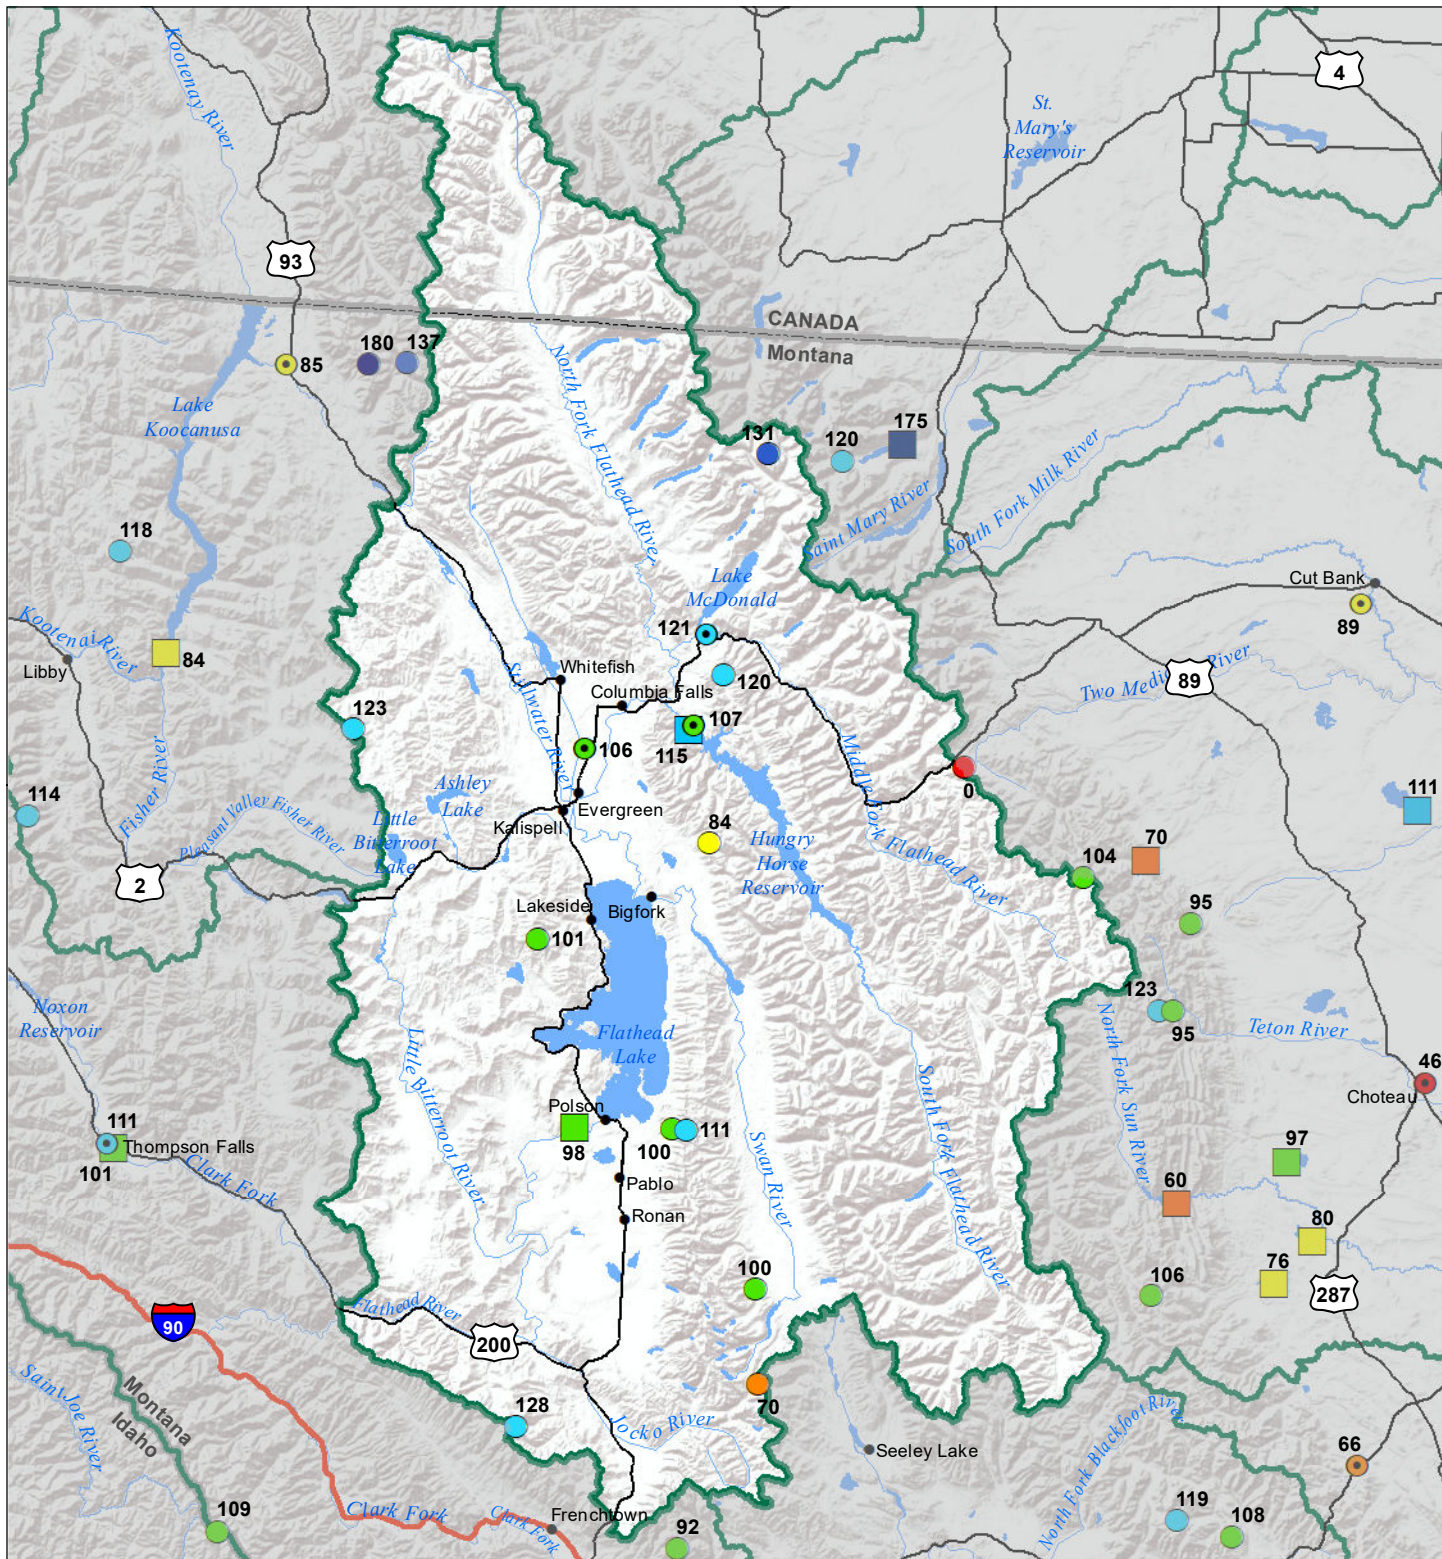 Kootenay River
4
St.
Mary's
Reservoir
93
CANADA
Montana
180
137
85
North Fork Flathead River
Lake
Koocanusa
131
120
175
Saint Mary River
South Fork Milk River
118
Lake
McDonald
Cut Bank
89
Kootenai River
Libby
84
121
Whitefish
120
Columbia Falls
Two Medicine River
89
Stillwater River
107
115
106
123
Middle Fork Flathead River
0
Ashley
Lake
Evergreen
Kalispell
114
Fisher River
Pleasant Valley Fisher River
Little
Bitterroot
Lake
84
Hungry
Horse
Reservoir
111
70
104
2
Lakeside
Bigfork
95
101
Noxon
Reservoir
123
95
North Fork Sun River
Teton River
Flathead
Lake
Little Bitterroot River
South Fork Flathead River
46
Choteau
Polson
98
100
111
Swan River
111
Thompson Falls
101
Clark Fork
97
Pablo
60
Ronan
80
76
100
106
287
Flathead River
90
200
Saint Joe River
Montana
Idaho
70
128
Jocko River
Seeley Lake
North Fork Blackfoot River
66
Clark Fork
Clark Fork
Frenchtown
109
92
119
108